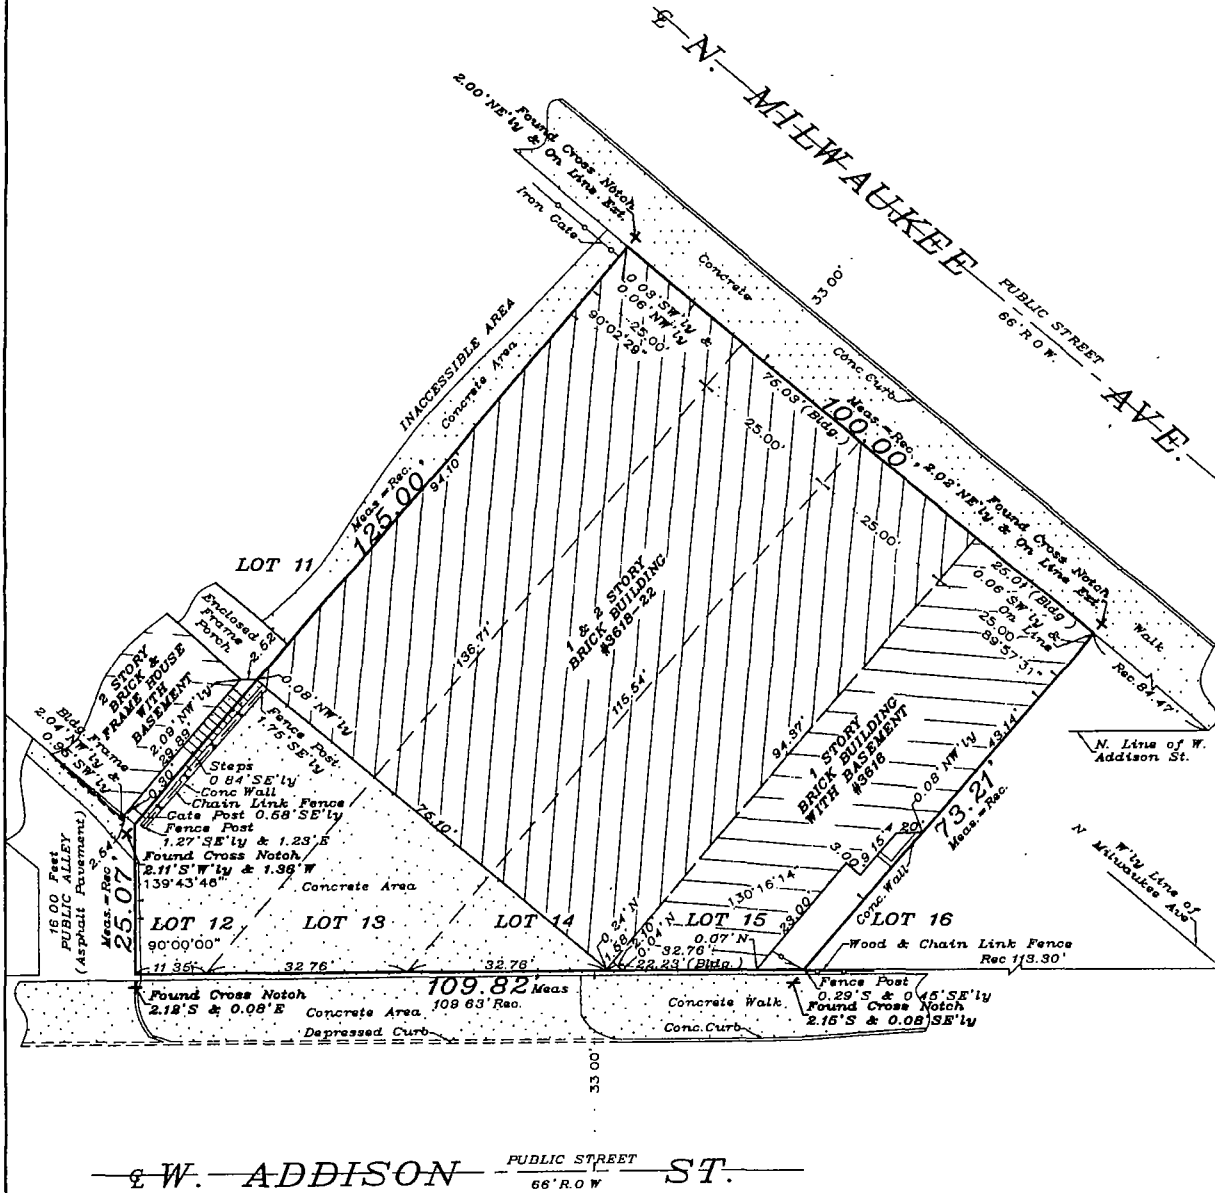 ℄ N. MILWAUKEE AVE.
PUBLIC STREET
66' R O W.
2.00' NE'ly &
Found Cross Notch
On Line Ext.
Iron Gate
Concrete
33 00'
Conc Curb
INACCESSIBLE AREA
Concrete Area
0 03' SW'ly &
0.06' NW'ly
25.00'
90°02'29"
75.03' (Bldg.)
25.00'
Meas.=Rec.
100.00'
2.02' NE'ly &
Found Cross Notch
On Line Ext.
25.00'
Meas.=Rec.
125.00'
94.10'
25.01' (Bldg)
0.06' SW'ly &
On Line
25.00
89°57'31"
Walk
Rec.84.47'
LOT 11
Enclosed
Frame
Porch
2.52'
136.71'
115.54'
1 & 2 STORY
BRICK BUILDING
#3618-22
94.37'
1 STORY
BRICK BUILDING
WITH BASEMENT
#3616
43.14'
0.08' NW'ly
73.21'
Meas.=Rec.
N. Line of W.
Addison St.
2 STORY
BRICK &
FRAME HOUSE
WITH
BASEMENT
2.09' NW'ly
29.89'
0.30
0.08' NW'ly
Fence Post
1.75 SE'ly
Bldg. Frame
2.04' NW'ly &
0.95' SW'ly
Steps
0 84' SE'ly
Conc Wall
Chain Link Fence
Gate Post 0.58' SE'ly
Fence Post
1.27' SE'ly & 1.23' E
Found Cross Notch
2.11' S'W'ly & 1.36' W
139°43'46"
75.10'
3.00
9.15'
20'
Conc. Wall
130°16'14"
23.00'
N W'ly Line of
Milwaukee Ave
16 00 Feet
PUBLIC ALLEY
(Asphalt Pavement)
2.54'
Meas.=Rec
25.07'
Concrete Area
LOT 12
LOT 13
LOT 14
LOT 15
LOT 16
90°00'00"
0.24' N
1.68'
2.10'
0.04' N
0.07' N
Wood & Chain Link Fence
Rec 113.30'
11 35'
32 76
32.76'
32.76'
22.23' (Bldg.)
109.82' Meas
109 63' Rec.
Found Cross Notch
2.12' S & 0.08' E
Concrete Area
Depressed Curb
Concrete Walk
Conc.Curb
Fence Post
0.29' S & 0 45' SE'ly
Found Cross Notch
2.15' S & 0.08' SE'ly
33 00'
℄ W. ADDISON ST.
PUBLIC STREET
66' R.O W